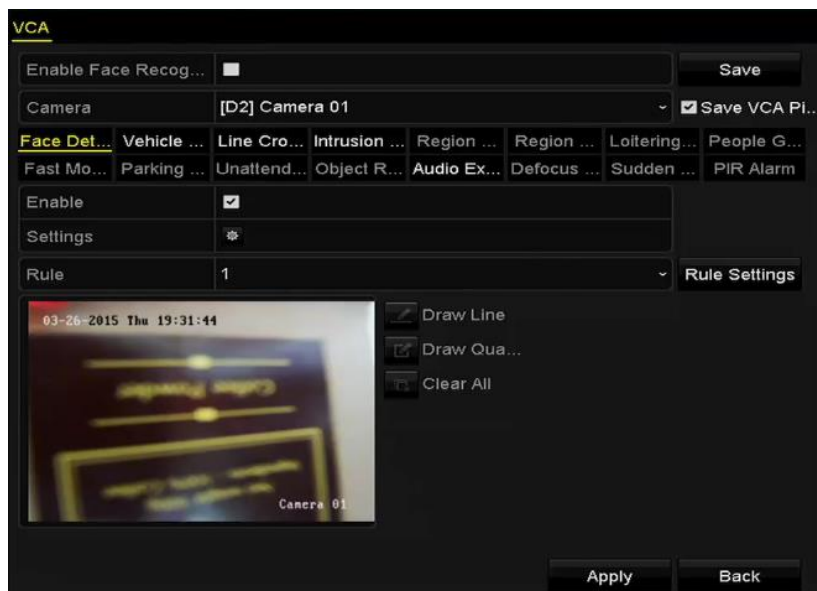 VCA
Enable Face Recog...
Save
Camera [D2] Camera 01
Save VCA Pi..
Face Det... Vehicle ... Line Cro... Intrusion ... Region ... Region ... Loitering... People G...
Fast Mo... Parking ... Unattend... Object R... Audio Ex... Defocus ... Sudden ... PIR Alarm
Enable
Settings
Rule 1 Rule Settings
03-26-2015 Thu 19:31:44
Draw Line
Draw Qua...
Clear All
Camera 01
Apply Back